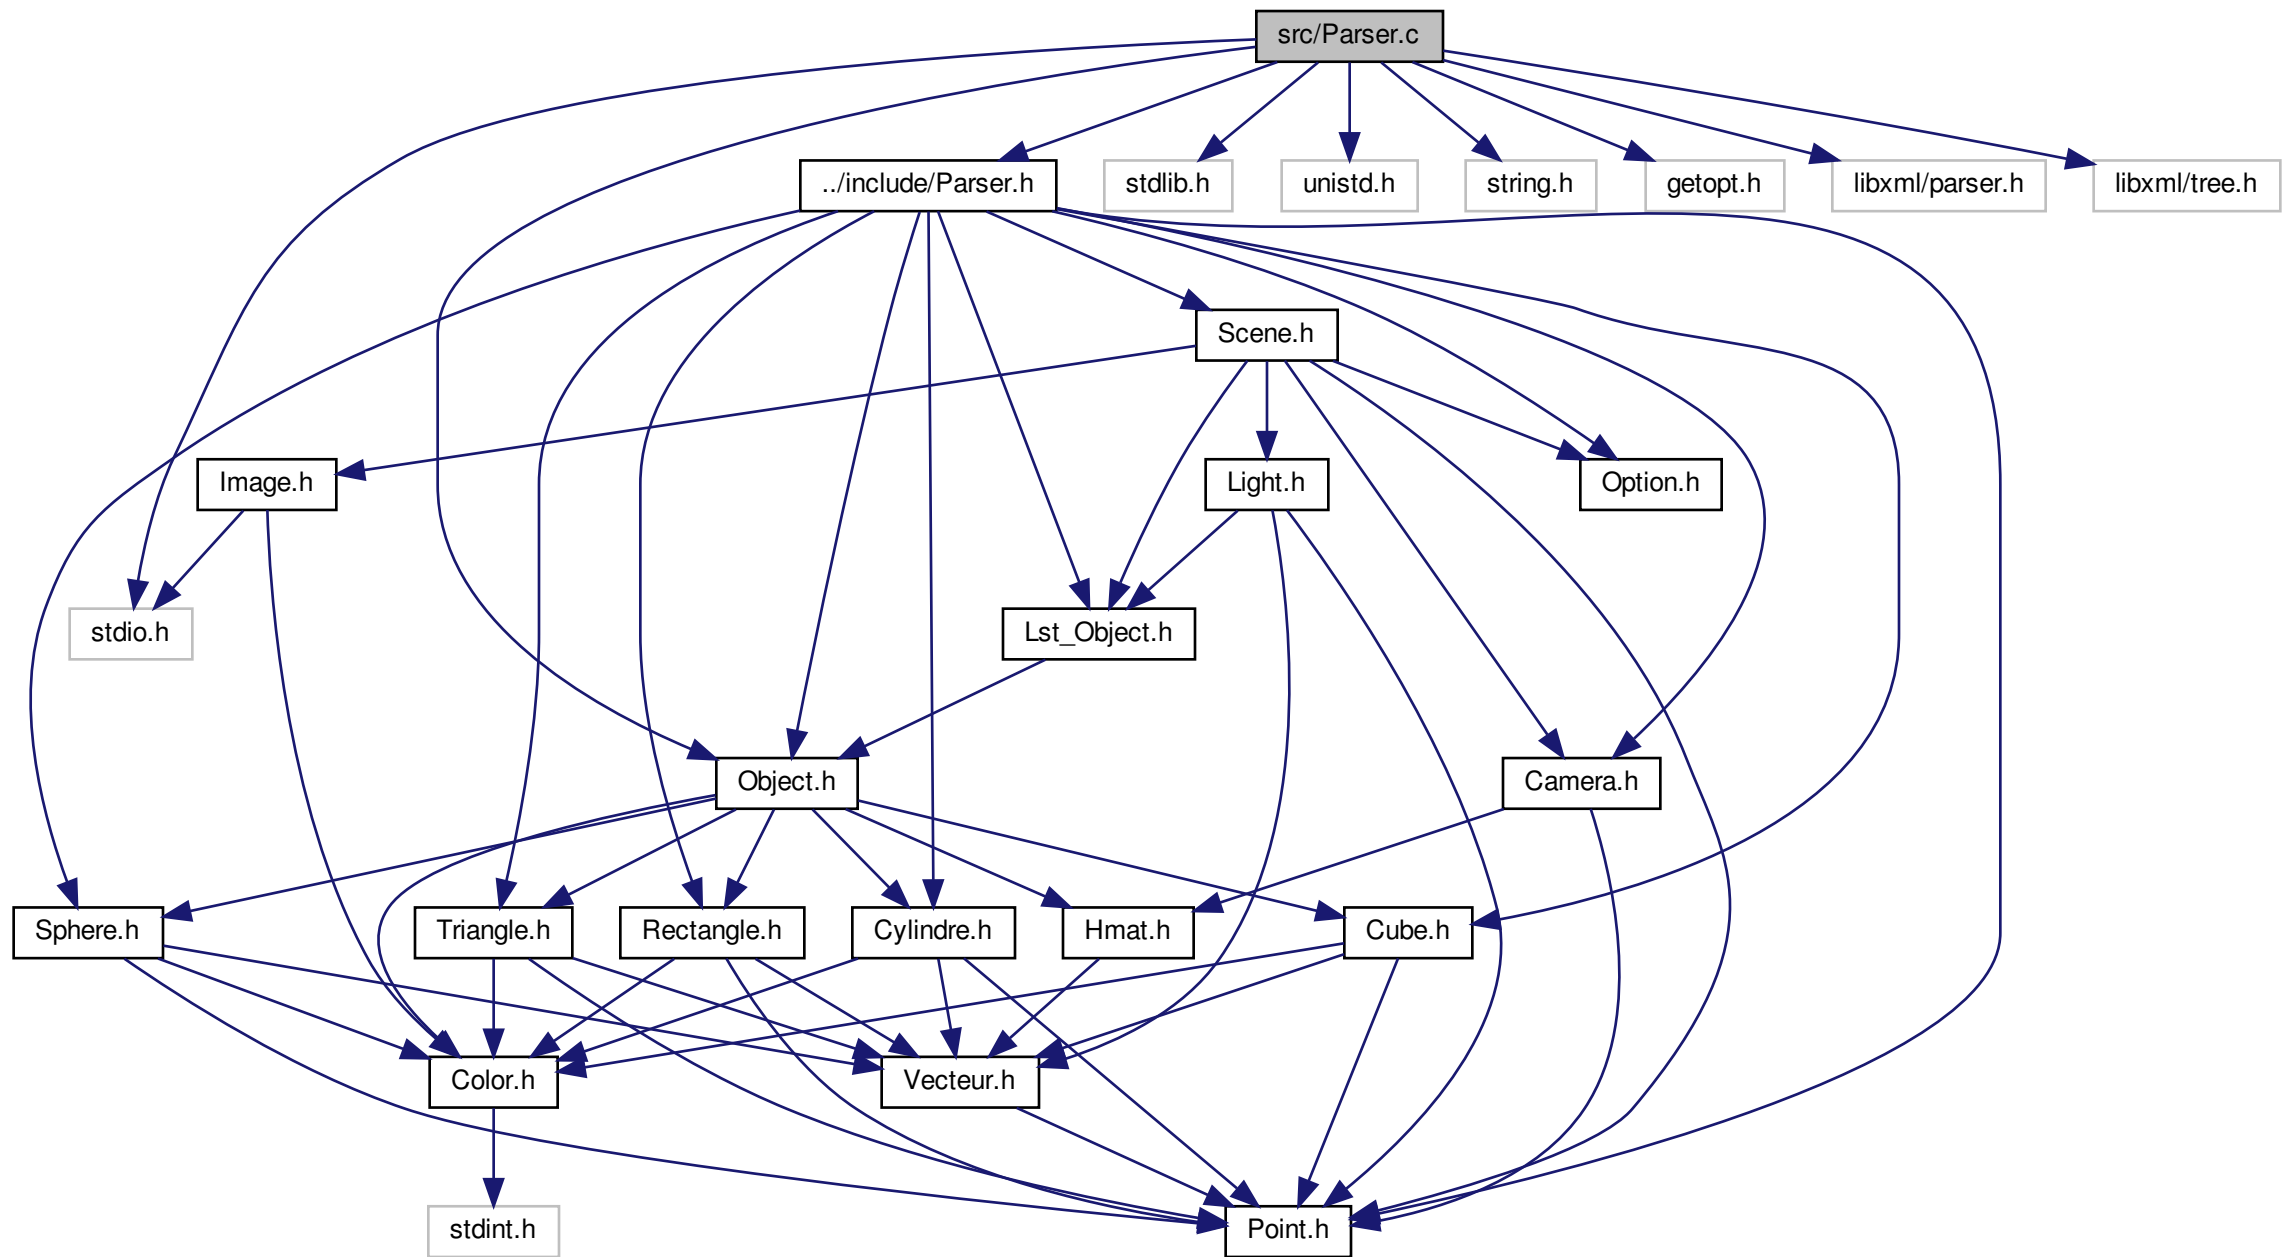 src/Parser.c
../include/Parser.h
stdlib.h
unistd.h
string.h
getopt.h
libxml/parser.h
libxml/tree.h
Scene.h
Image.h
Light.h
Option.h
stdio.h
Lst_Object.h
Object.h
Camera.h
Sphere.h
Triangle.h
Rectangle.h
Cylindre.h
Hmat.h
Cube.h
Color.h
Vecteur.h
stdint.h
Point.h